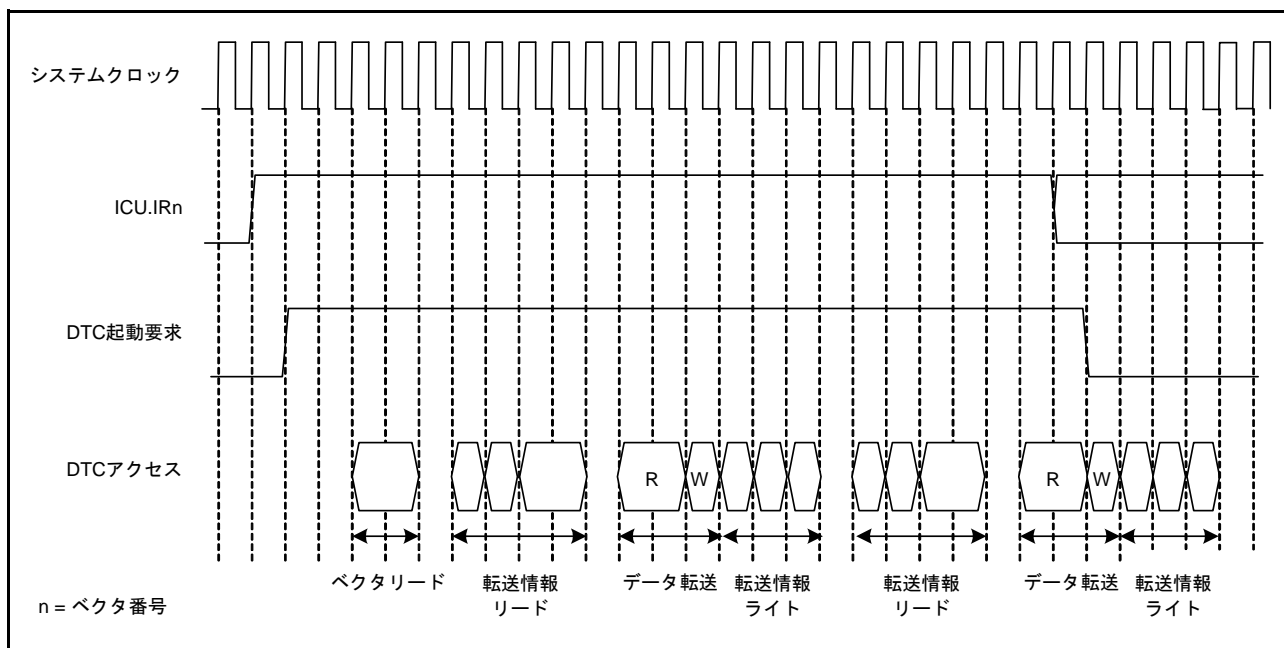 システムクロック
ICU.IRn
DTC起動要求
DTCアクセス
R
W
R
W
ベクタリード
転送情報
リード
データ転送
転送情報
ライト
転送情報
リード
データ転送
転送情報
ライト
n = ベクタ番号